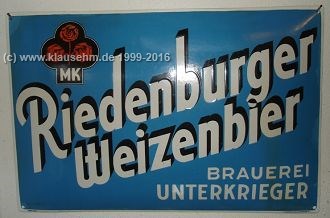 (c) www.klausehm.de 1999-2016
MK
Riedenburger
Weizenbier
BRAUEREI
UNTERKRIEGER